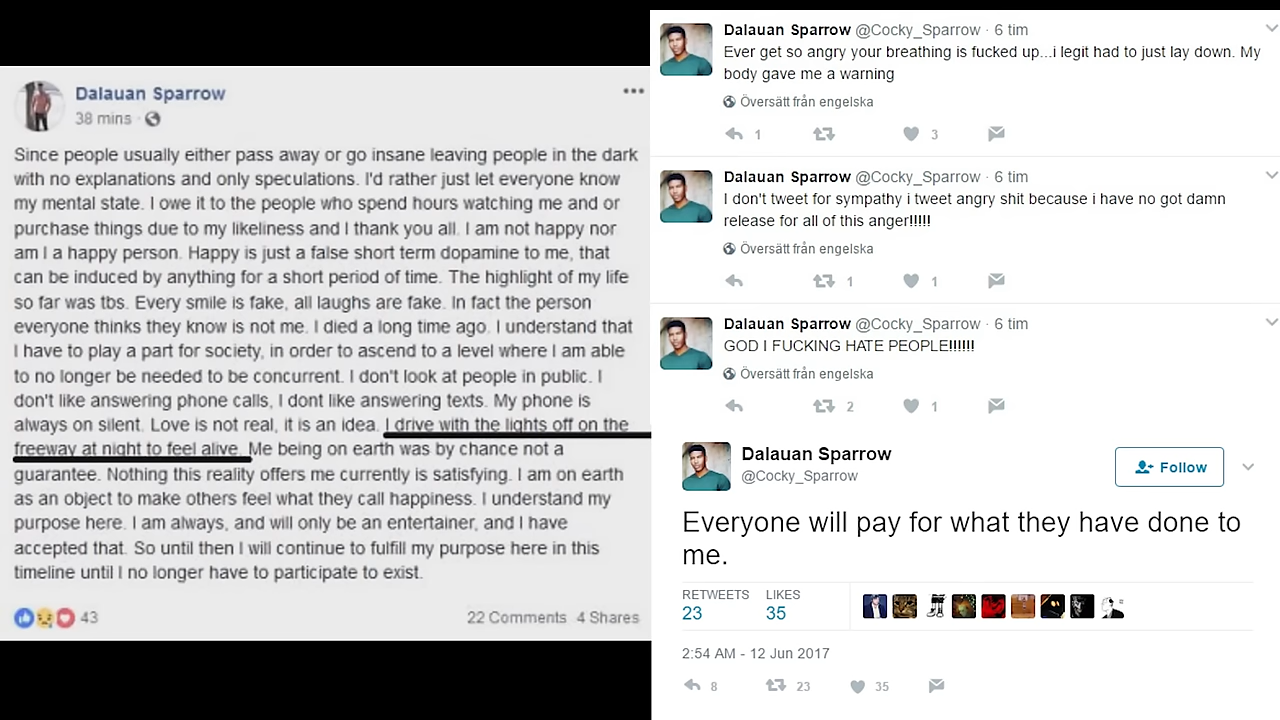 Dalauan Sparrow
38 mins ·
Since people usually either pass away or go insane leaving people in the dark
with no explanations and only speculations. I'd rather just let everyone know
my mental state. I owe it to the people who spend hours watching me and or
purchase things due to my likeliness and I thank you all. I am not happy nor
am I a happy person. Happy is just a false short term dopamine to me, that
can be induced by anything for a short period of time. The highlight of my life
so far was tbs. Every smile is fake, all laughs are fake. In fact the person
everyone thinks they know is not me. I died a long time ago. I understand that
I have to play a part for society, in order to ascend to a level where I am able
to no longer be needed to be concurrent. I don't look at people in public. I
don't like answering phone calls, I dont like answering texts. My phone is
always on silent. Love is not real, it is an idea. I drive with the lights off on the
freeway at night to feel alive. Me being on earth was by chance not a
guarantee. Nothing this reality offers me currently is satisfying. I am on earth
as an object to make others feel what they call happiness. I understand my
purpose here. I am always, and will only be an entertainer, and I have
accepted that. So until then I will continue to fulfill my purpose here in this
timeline until I no longer have to participate to exist.
43
22 Comments 4 Shares
Dalauan Sparrow @Cocky_Sparrow · 6 tim
Ever get so angry your breathing is fucked up...i legit had to just lay down. My
body gave me a warning
Översätt från engelska
1 3
Dalauan Sparrow @Cocky_Sparrow · 6 tim
I don't tweet for sympathy i tweet angry shit because i have no got damn
release for all of this anger!!!!!
Översätt från engelska
1 1
Dalauan Sparrow @Cocky_Sparrow · 6 tim
GOD I FUCKING HATE PEOPLE!!!!!!
Översätt från engelska
2 1
Dalauan Sparrow
@Cocky_Sparrow
Follow
Everyone will pay for what they have done to
me.
RETWEETS LIKES
23 35
2:54 AM - 12 Jun 2017
8 23 35